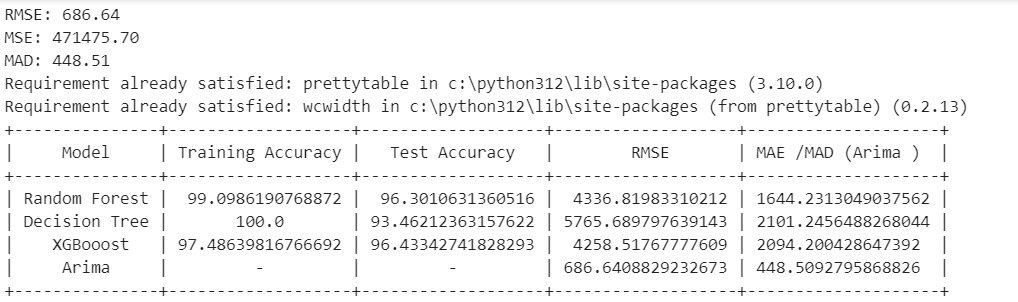 RMSE: 686.64
MSE: 471475.70
MAD: 448.51
Requirement already satisfied: prettytable in c:\python312\lib\site-packages (3.10.0)
Requirement already satisfied: wcwidth in c:\python312\lib\site-packages (from prettytable) (0.2.13)
+---------------+-------------------+-------------------+-------------------+--------------------+
| Model | Training Accuracy | Test Accuracy | RMSE | MAE /MAD (Arima ) |
+---------------+-------------------+-------------------+-------------------+--------------------+
| Random Forest | 99.0986190768872 | 96.3010631360516 | 4336.81983310212 | 1644.2313049037562 |
| Decision Tree | 100.0 | 93.46212363157622 | 5765.689797639143 | 2101.2456488268044 |
| XGBooost | 97.48639816766692 | 96.43342741828293 | 4258.51767777609 | 2094.200428647392 |
| Arima | - | - | 686.6408829232673 | 448.5092795868826 |
+---------------+-------------------+-------------------+-------------------+--------------------+